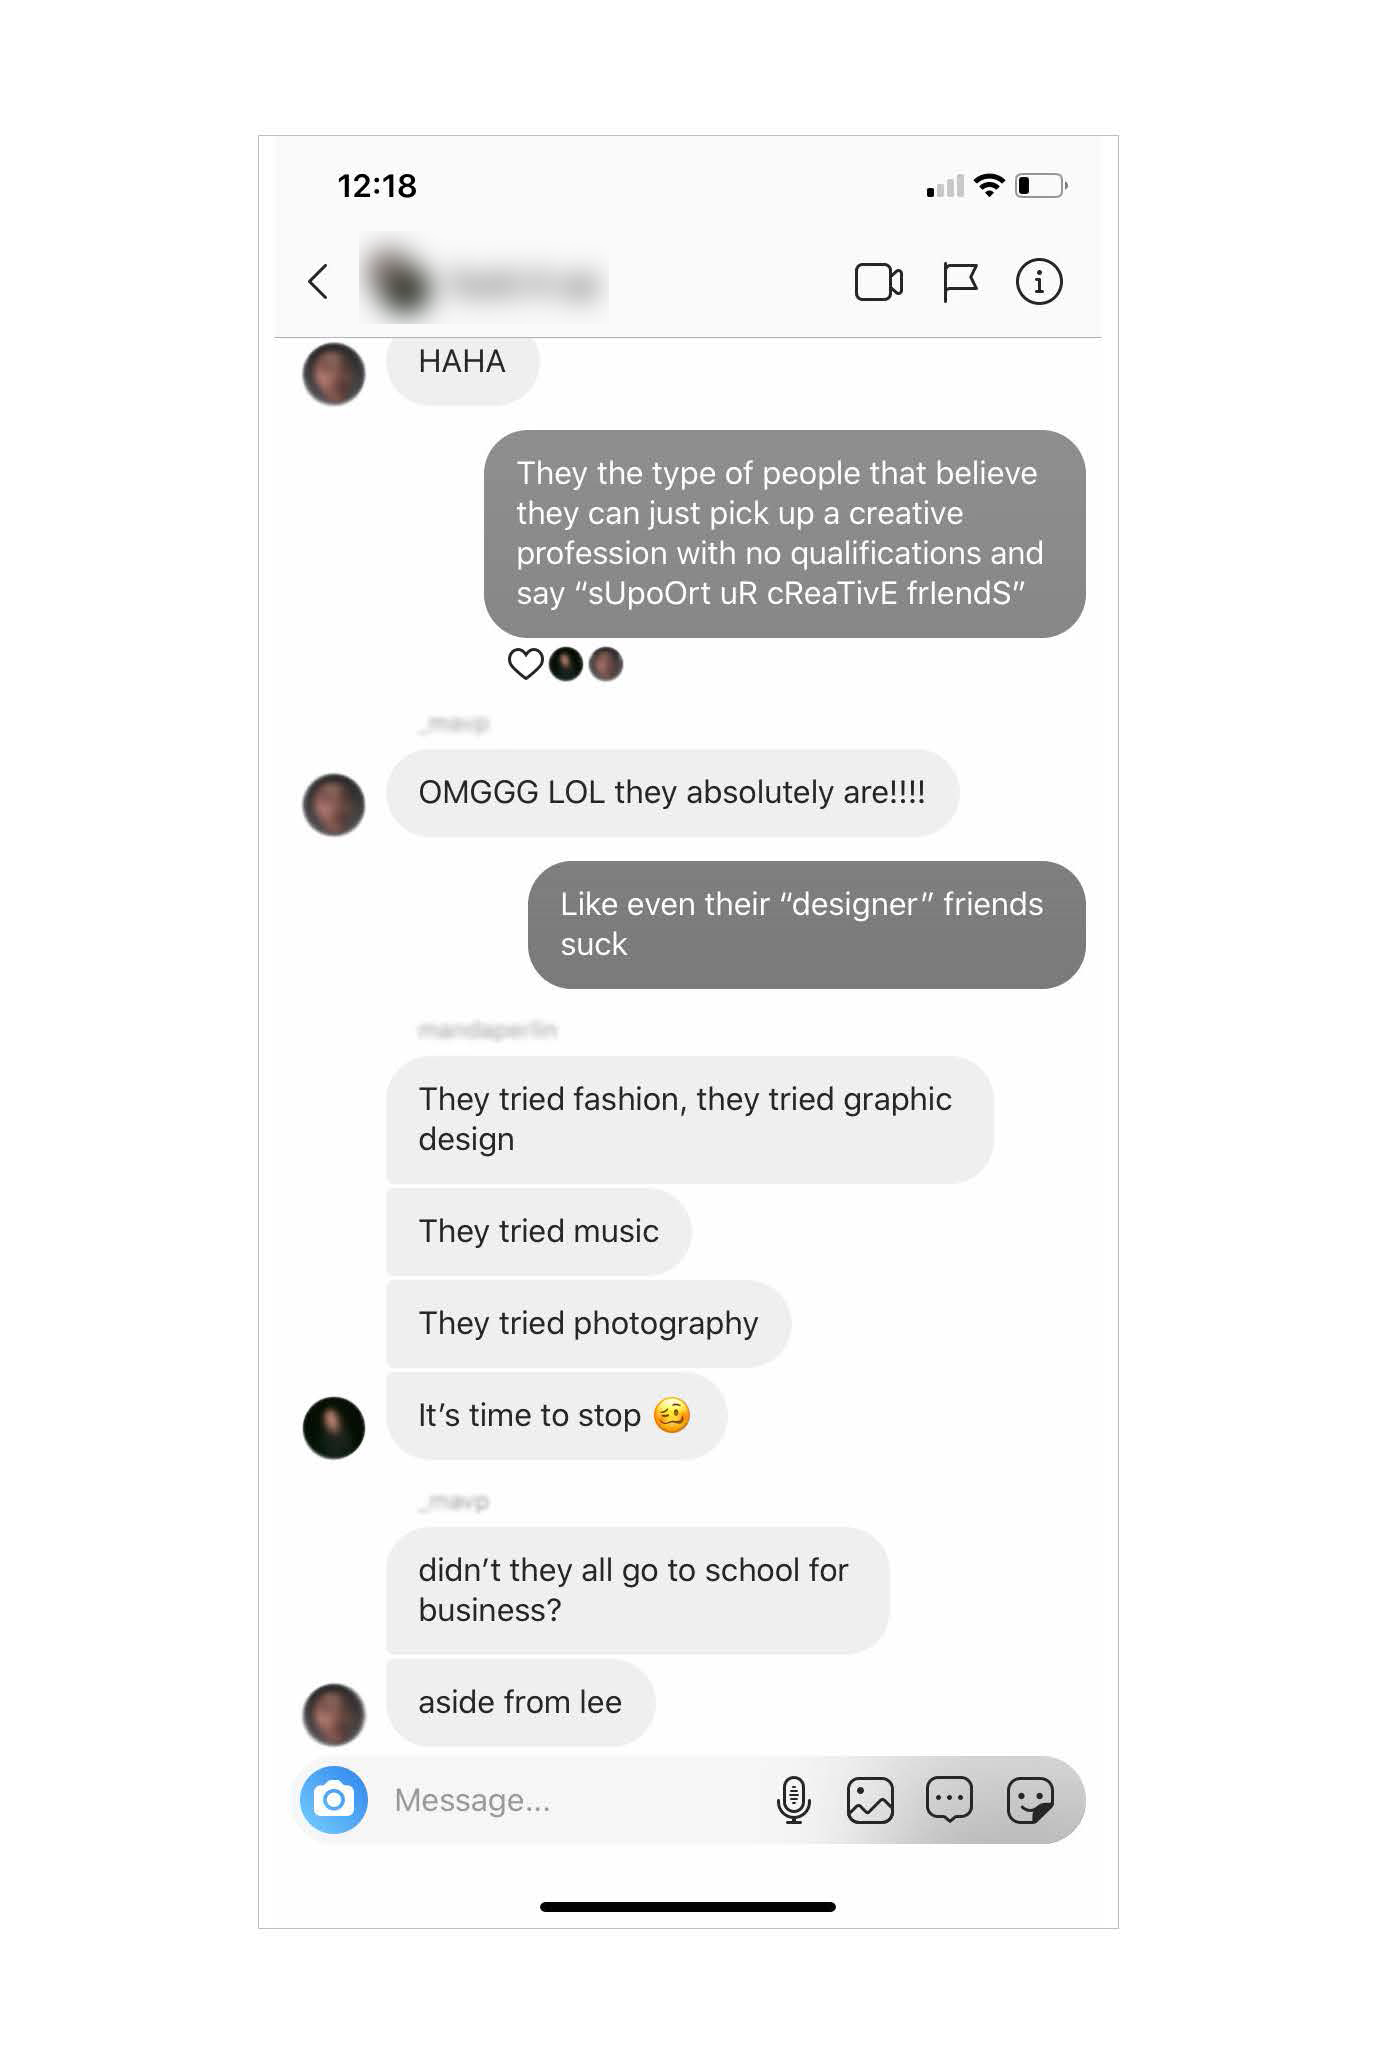 12:18
HAHA
They the type of people that believe
they can just pick up a creative
profession with no qualifications and
say “sUpoOrt uR cReaTivE frIendS”
_mavp
OMGGG LOL they absolutely are!!!!
Like even their “designer” friends
suck
mandaperlin
They tried fashion, they tried graphic
design
They tried music
They tried photography
It’s time to stop 🥴
_mavp
didn’t they all go to school for
business?
aside from lee
Message...